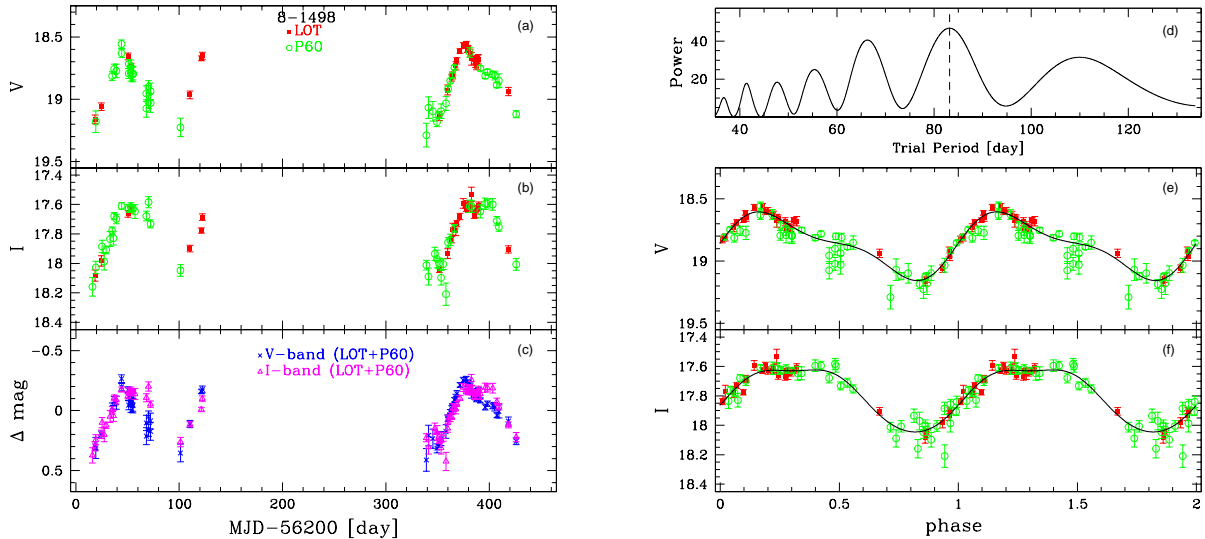 8-1498
LOT
P60
(a)
V
18.5
19
19.5
(b)
I
17.4
17.6
17.8
18
18.2
18.4
(c)
V-band (LOT+P60)
I-band (LOT+P60)
Δ mag
-0.5
0
0.5
0 100 200 300 400
MJD-56200 [day]
(d)
Power
40
20
40 60 80 100 120
Trial Period [day]
(e)
V
18.5
19
19.5
(f)
I
17.4
17.6
17.8
18
18.2
18.4
0 0.5 1 1.5 2
phase